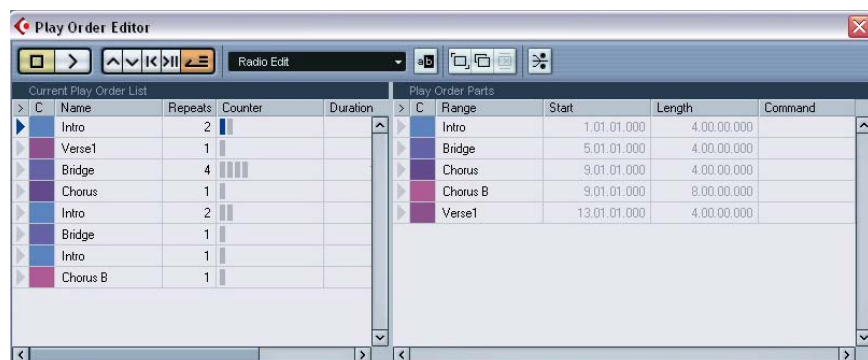 Play Order Editor
Radio Edit
Current Play Order List
> C Name Repeats Counter Duration
Intro 2
Verse1 1
Bridge 4
Chorus 1
Intro 2
Bridge 1
Intro 1
Chorus B 1
Play Order Parts
> C Range Start Length Command
Intro 1.01.01.000 4.00.00.000
Bridge 5.01.01.000 4.00.00.000
Chorus 9.01.01.000 4.00.00.000
Chorus B 9.01.01.000 8.00.00.000
Verse1 13.01.01.000 4.00.00.000